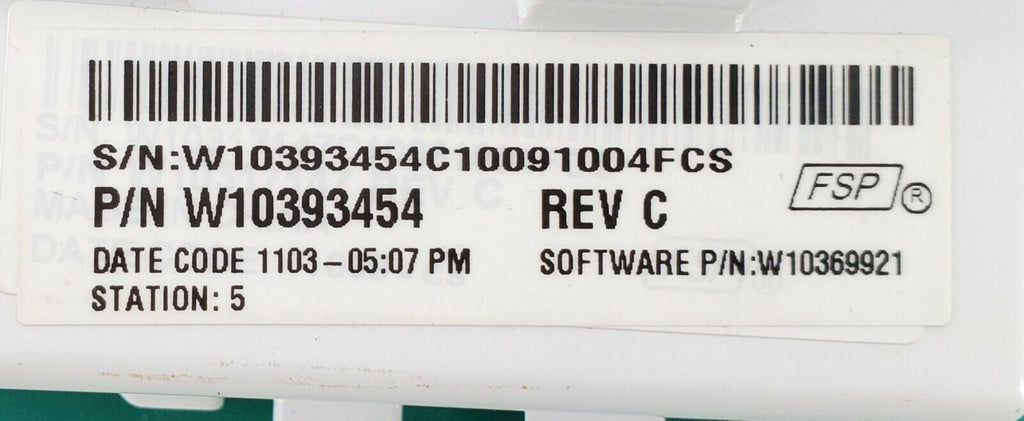 S/N:W10393454C10091004FCS
P/N W10393454 REV C
FSP ®
DATE CODE 1103-05:07 PM SOFTWARE P/N:W10369921
STATION: 5